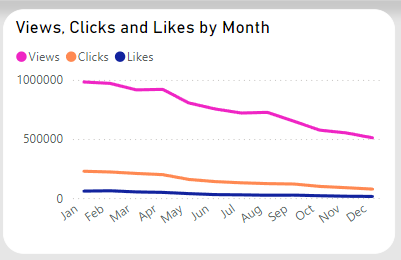 Views, Clicks and Likes by Month
Views Clicks Likes
1000000
500000
0
Jan Feb Mar Apr May Jun Jul Aug Sep Oct Nov Dec